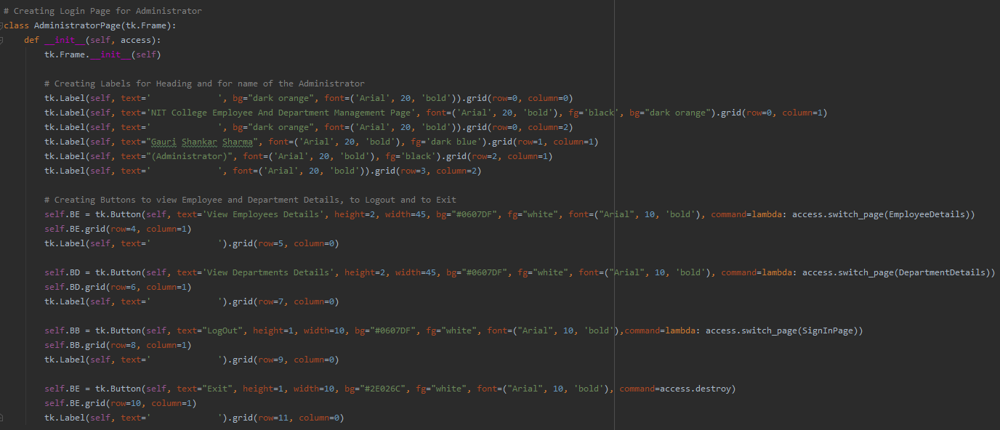 # Creating Login Page for Administrator
class AdministratorPage(tk.Frame):
    def __init__(self, access):
        tk.Frame.__init__(self)

        # Creating Labels for Heading and for name of the Administrator
        tk.Label(self, text='             ', bg="dark orange", font=('Arial', 20, 'bold')).grid(row=0, column=0)
        tk.Label(self, text='NIT College Employee And Department Management Page', font=('Arial', 20, 'bold'), fg='black', bg="dark orange").grid(row=0, column=1)
        tk.Label(self, text='             ', bg="dark orange", font=('Arial', 20, 'bold')).grid(row=0, column=2)
        tk.Label(self, text="Gauri Shankar Sharma", font=('Arial', 20, 'bold'), fg='dark blue').grid(row=1, column=1)
        tk.Label(self, text="(Administrator)", font=('Arial', 20, 'bold'), fg='black').grid(row=2, column=1)
        tk.Label(self, text='             ', font=('Arial', 20, 'bold')).grid(row=3, column=2)

        # Creating Buttons to view Employee and Department Details, to Logout and to Exit
        self.BE = tk.Button(self, text='View Employees Details', height=2, width=45, bg="#0607DF", fg="white", font=("Arial", 10, 'bold'), command=lambda: access.switch_page(EmployeeDetails))
        self.BE.grid(row=4, column=1)
        tk.Label(self, text='             ').grid(row=5, column=0)

        self.BD = tk.Button(self, text='View Departments Details', height=2, width=45, bg="#0607DF", fg="white", font=("Arial", 10, 'bold'), command=lambda: access.switch_page(DepartmentDetails))
        self.BD.grid(row=6, column=1)
        tk.Label(self, text='             ').grid(row=7, column=0)

        self.BB = tk.Button(self, text="LogOut", height=1, width=10, bg="#0607DF", fg="white", font=("Arial", 10, 'bold'),command=lambda: access.switch_page(SignInPage))
        self.BB.grid(row=8, column=1)
        tk.Label(self, text='             ').grid(row=9, column=0)

        self.BE = tk.Button(self, text="Exit", height=1, width=10, bg="#2E026C", fg="white", font=("Arial", 10, 'bold'), command=access.destroy)
        self.BE.grid(row=10, column=1)
        tk.Label(self, text='             ').grid(row=11, column=0)